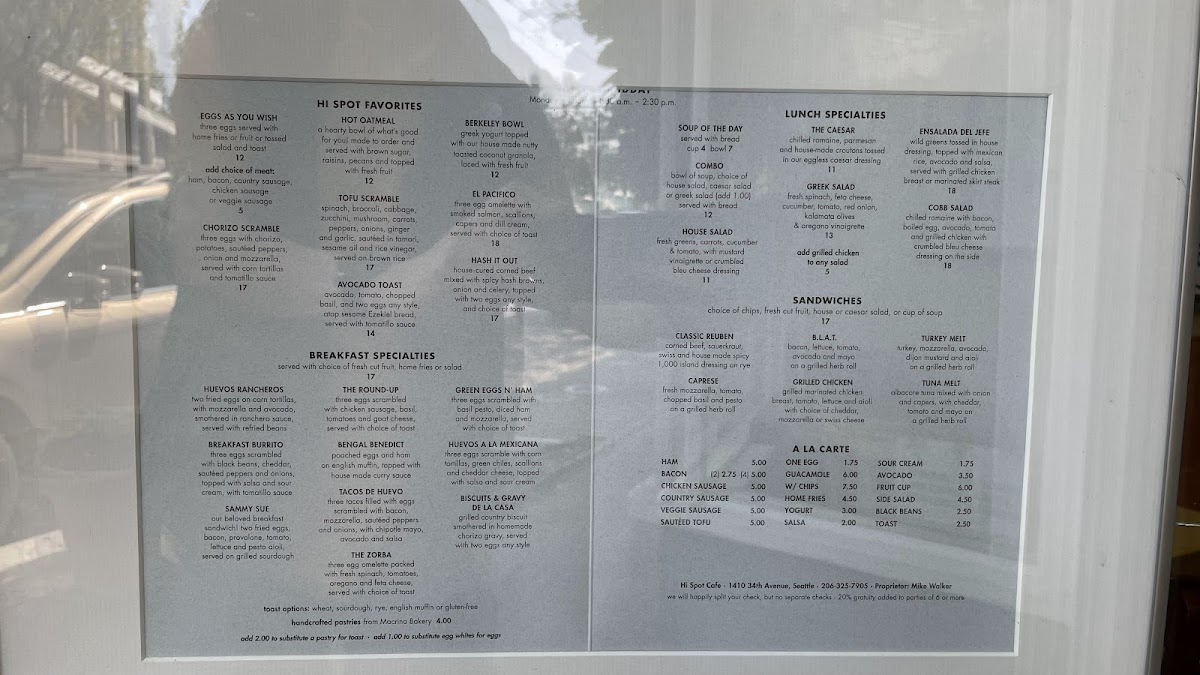 Mond
a.m. – 2:30 p.m.
HI SPOT FAVORITES
EGGS AS YOU WISH
three eggs served with
home fries or fruit or tossed
salad and toast
12
add choice of meat:
ham, bacon, country sausage,
chicken sausage
or veggie sausage
5
CHORIZO SCRAMBLE
three eggs with chorizo,
potatoes, sautéed peppers,
onion and mozzarella,
served with corn tortillas
and tomatillo sauce
17
HOT OATMEAL
a hearty bowl of what's good
for you! made to order and
served with brown sugar,
raisins, pecans and topped
with fresh fruit
12
TOFU SCRAMBLE
spinach, broccoli, cabbage,
zucchini, mushroom, carrots,
peppers, onions, ginger
and garlic, sautéed in tamari,
sesame oil and rice vinegar,
served on brown rice
17
AVOCADO TOAST
avocado, tomato, chopped
basil, and two eggs any style,
atop sesame Ezekiel bread,
served with tomatillo sauce
14
BERKELEY BOWL
greek yogurt topped
with our house made nutty
toasted coconut granola,
laced with fresh fruit
12
EL PACIFICO
three egg omelette with
smoked salmon, scallions,
capers and dill cream,
served with choice of toast
18
HASH IT OUT
house-cured corned beef
mixed with spicy hash browns,
onion and celery, topped
with two eggs any style,
and choice of toast
17
BREAKFAST SPECIALTIES
served with choice of fresh cut fruit, home fries or salad
17
HUEVOS RANCHEROS
two fried eggs on corn tortillas,
with mozzarella and avocado,
smothered in ranchero sauce,
served with refried beans
BREAKFAST BURRITO
three eggs scrambled
with black beans, cheddar,
sautéed peppers and onions,
topped with salsa and sour
cream, with tomatillo sauce
SAMMY SUE
our beloved breakfast
sandwich! two fried eggs,
bacon, provolone, tomato,
lettuce and pesto aioli,
served on grilled sourdough
THE ROUND-UP
three eggs scrambled
with chicken sausage, basil,
tomatoes and goat cheese,
served with choice of toast
BENGAL BENEDICT
poached eggs and ham
on english muffin, topped with
house made curry sauce
TACOS DE HUEVO
three tacos filled with eggs
scrambled with bacon,
mozzarella, sautéed peppers
and onions, with chipotle mayo,
avocado and salsa
THE ZORBA
three egg omelette packed
with fresh spinach, tomatoes,
oregano and feta cheese,
served with choice of toast
GREEN EGGS N' HAM
three eggs scrambled with
basil pesto, diced ham
and mozzarella, served
with choice of toast
HUEVOS A LA MEXICANA
three eggs scramble with corn
tortillas, green chiles, scallions
and cheddar cheese, topped
with salsa and sour cream
BISCUITS & GRAVY
DE LA CASA
grilled country biscuit
smothered in homemade
chorizo gravy, served
with two eggs any style
toast options: wheat, sourdough, rye, english muffin or gluten-free
handcrafted pastries from Macrina Bakery 4.00
add 2.00 to substitute a pastry for toast · add 1.00 to substitute egg whites for eggs
LUNCH SPECIALTIES
SOUP OF THE DAY
served with bread
cup 4 bowl 7
COMBO
bowl of soup, choice of
house salad, caesar salad
or greek salad (add 1.00)
served with bread
12
HOUSE SALAD
fresh greens, carrots, cucumber
& tomato, with mustard
vinaigrette or crumbled
bleu cheese dressing
11
THE CAESAR
chilled romaine, parmesan
and house-made croutons tossed
in our eggless caesar dressing
11
GREEK SALAD
fresh spinach, feta cheese,
cucumber, tomato, red onion,
kalamata olives
& oregano vinaigrette
13
add grilled chicken
to any salad
5
ENSALADA DEL JEFE
wild greens tossed in house
dressing, topped with mexican
rice, avocado and salsa,
served with grilled chicken
breast or marinated skirt steak
18
COBB SALAD
chilled romaine with bacon,
boiled egg, avocado, tomato
and grilled chicken with
crumbled bleu cheese
dressing on the side
18
SANDWICHES
choice of chips, fresh cut fruit, house or caesar salad, or cup of soup
17
CLASSIC REUBEN
corned beef, sauerkraut,
swiss and house made spicy
1,000 island dressing on rye
CAPRESE
fresh mozzarella, tomato,
chopped basil and pesto
on a grilled herb roll
B.L.A.T.
bacon, lettuce, tomato,
avocado and mayo
on a grilled herb roll
GRILLED CHICKEN
grilled marinated chicken
breast, tomato, lettuce and aioli
with choice of cheddar,
mozzarella or swiss cheese
TURKEY MELT
turkey, mozzarella, avocado,
dijon mustard and aioli
on a grilled herb roll
TUNA MELT
albacore tuna mixed with onion
and capers, with cheddar,
tomato and mayo on
a grilled herb roll
A LA CARTE
HAM 5.00
BACON (2) 2.75 (4) 5.00
CHICKEN SAUSAGE 5.00
COUNTRY SAUSAGE 5.00
VEGGIE SAUSAGE 5.00
SAUTÉED TOFU 5.00
ONE EGG 1.75
GUACAMOLE 6.00
W/ CHIPS 7.50
HOME FRIES 4.50
YOGURT 3.00
SALSA 2.00
SOUR CREAM 1.75
AVOCADO 3.50
FRUIT CUP 6.00
SIDE SALAD 4.50
BLACK BEANS 2.50
TOAST 2.50
Hi Spot Cafe · 1410 34th Avenue, Seattle · 206-325-7905 · Proprietor: Mike Walker
we will happily split your check, but no separate checks · 20% gratuity added to parties of 6 or more